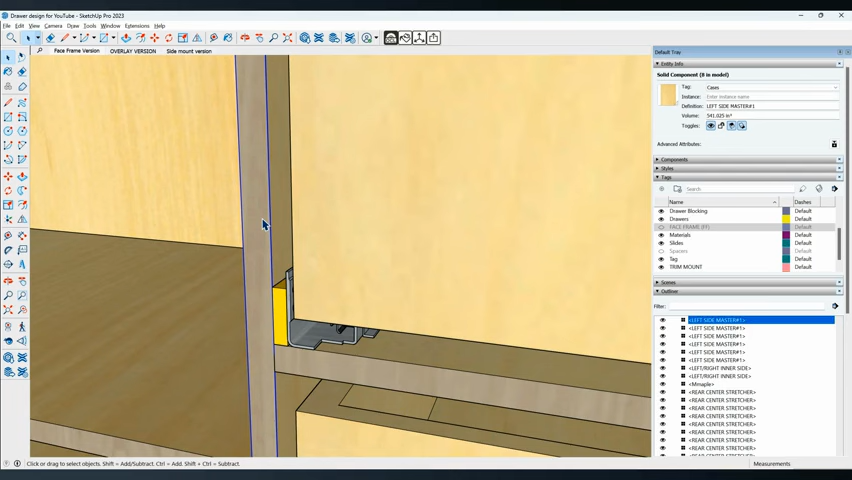 Drawer design for YouTube - SketchUp Pro 2023
File Edit View Camera Draw Tools Window Extensions Help
Face Frame Version OVERLAY VERSION Side mount version
Default Tray
Entity Info
Solid Component (8 in model)
Tag: Cases
Instance: Enter instance name
Definition: LEFT SIDE MASTER#1
Volume: 541.025 in³
Toggles:
Advanced Attributes:
Components
Styles
Tags
Search
Name Dashes
Drawer Blocking Default
Drawers Default
FACE FRAME (FF) Default
Materials Default
Slides Default
Spacers Default
Tag Default
TRIM MOUNT Default
Scenes
Outliner
Filter:
<LEFT SIDE MASTER#1>
<LEFT SIDE MASTER#1>
<LEFT SIDE MASTER#1>
<LEFT SIDE MASTER#1>
<LEFT SIDE MASTER#1>
<LEFT SIDE MASTER#1>
<LEFT/RIGHT INNER SIDE>
<LEFT/RIGHT INNER SIDE>
<Mmaple>
<REAR CENTER STRETCHER>
<REAR CENTER STRETCHER>
<REAR CENTER STRETCHER>
<REAR CENTER STRETCHER>
<REAR CENTER STRETCHER>
<REAR CENTER STRETCHER>
<REAR CENTER STRETCHER>
<REAR CENTER STRETCHER>
Click or drag to select objects. Shift = Add/Subtract. Ctrl = Add. Shift + Ctrl = Subtract. Measurements